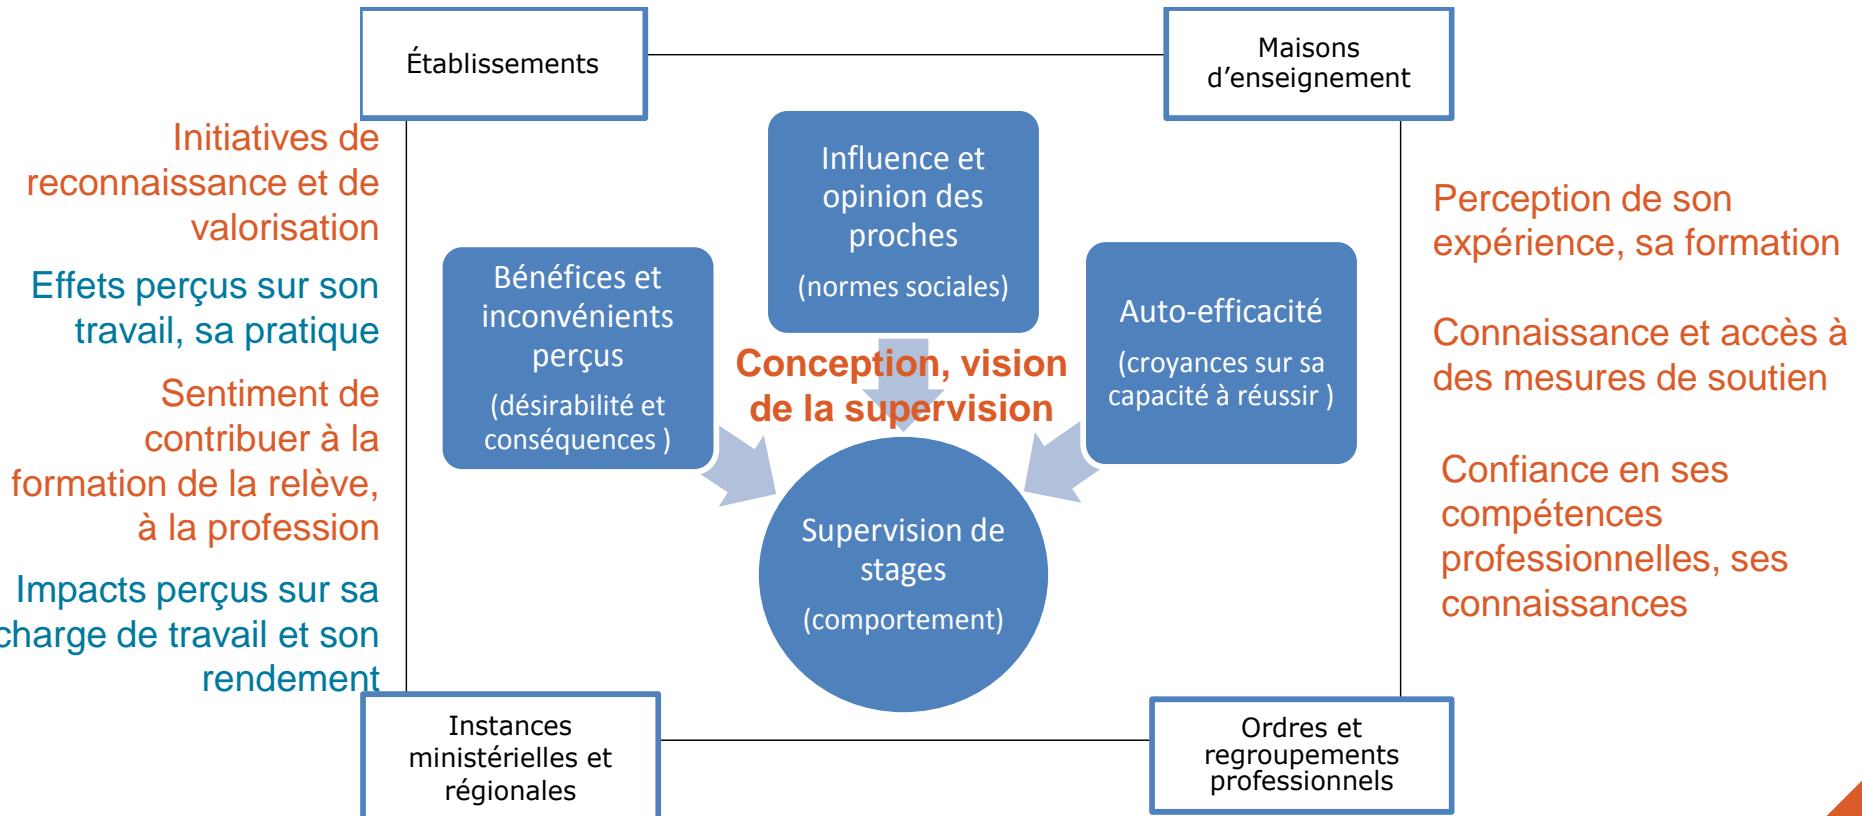 Établissements
Maisons
d'enseignement
Initiatives de
reconnaissance et de
valorisation
Effets perçus sur son
travail, sa pratique
Sentiment de
contribuer à la
formation de la relève,
à la profession
Impacts perçus sur sa
charge de travail et son
rendement
Bénéfices et
inconvénients
perçus
(désirabilité et
conséquences )
Influence et
opinion des
proches
(normes sociales)
Conception, vision
de la supervision
Auto-efficacité
(croyances sur sa
capacité à réussir )
Supervision de
stages
(comportement)
Perception de son
expérience, sa formation
Connaissance et accès à
des mesures de soutien
Confiance en ses
compétences
professionnelles, ses
connaissances
Instances
ministérielles et
régionales
Ordres et
regroupements
professionnels